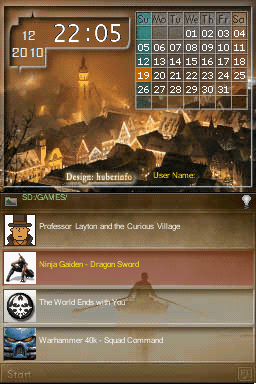 12
2010
22:05
Su Mo Tu We Th Fr Sa
01 02 03 04
05 06 07 08 09 10 11
12 13 14 15 16 17 18
19 20 21 22 23 24 25
26 27 28 29 30 31
Design: huberinfo
User Name:
SD:/GAMES/
Professor Layton and the Curious Village
Ninja Gaiden - Dragon Sword
The World Ends with You
Warhammer 40k - Squad Command
Start